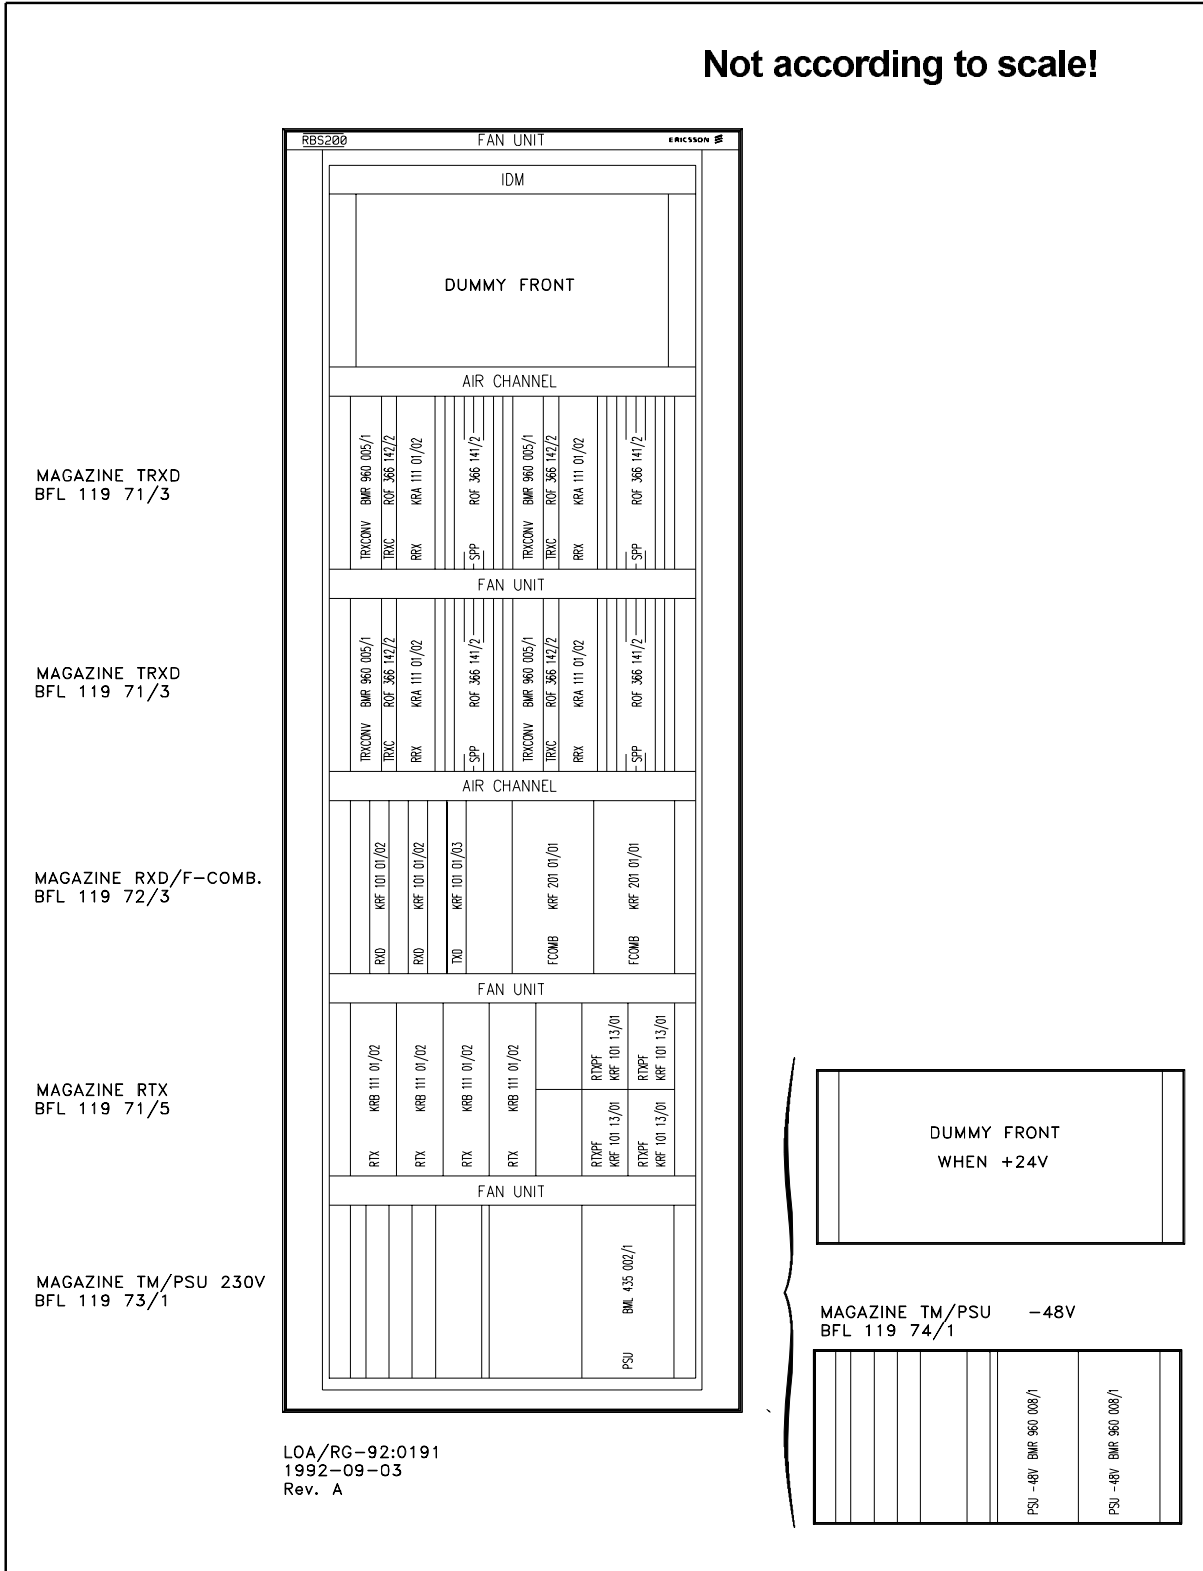 Not according to scale!
RBS200 FAN UNIT ERICSSON
IDM
DUMMY FRONT
AIR CHANNEL
MAGAZINE TRXD
BFL 119 71/3
TRXCONV BMR 960 005/1
TRXC ROF 366 142/2
RRX KRA 111 01/02
SPP ROF 366 141/2
TRXCONV BMR 960 005/1
TRXC ROF 366 142/2
RRX KRA 111 01/02
SPP ROF 366 141/2
FAN UNIT
MAGAZINE TRXD
BFL 119 71/3
TRXCONV BMR 960 005/1
TRXC ROF 366 142/2
RRX KRA 111 01/02
SPP ROF 366 141/2
TRXCONV BMR 960 005/1
TRXC ROF 366 142/2
RRX KRA 111 01/02
SPP ROF 366 141/2
AIR CHANNEL
MAGAZINE RXD/F-COMB.
BFL 119 72/3
RXD KRF 101 01/02
RXD KRF 101 01/02
TXD KRF 101 01/03
FCOMB KRF 201 01/01
FCOMB KRF 201 01/01
FAN UNIT
MAGAZINE RTX
BFL 119 71/5
RTX KRB 111 01/02
RTX KRB 111 01/02
RTX KRB 111 01/02
RTX KRB 111 01/02
RTXPF
KRF 101 13/01
RTXPF
KRF 101 13/01
RTXPF
KRF 101 13/01
RTXPF
KRF 101 13/01
FAN UNIT
MAGAZINE TM/PSU 230V
BFL 119 73/1
PSU BML 435 002/1
DUMMY FRONT
WHEN +24V
MAGAZINE TM/PSU -48V
BFL 119 74/1
PSU -48V BMR 960 008/1
PSU -48V BMR 960 008/1
LOA/RG-92:0191
1992-09-03
Rev. A